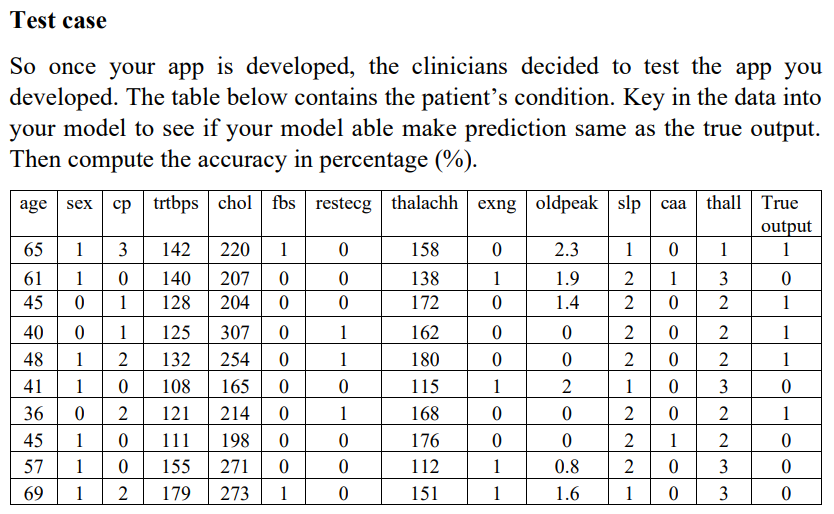 Test case
So once your app is developed, the clinicians decided to test the app you
developed. The table below contains the patient’s condition. Key in the data into
your model to see if your model able make prediction same as the true output.
Then compute the accuracy in percentage (%).
age sex cp trtbps chol fbs restecg thalachh exng oldpeak slp caa thall True
output
65 1 3 142 220 1 0 158 0 2.3 1 0 1 1
61 1 0 140 207 0 0 138 1 1.9 2 1 3 0
45 0 1 128 204 0 0 172 0 1.4 2 0 2 1
40 0 1 125 307 0 1 162 0 0 2 0 2 1
48 1 2 132 254 0 1 180 0 0 2 0 2 1
41 1 0 108 165 0 0 115 1 2 1 0 3 0
36 0 2 121 214 0 1 168 0 0 2 0 2 1
45 1 0 111 198 0 0 176 0 0 2 1 2 0
57 1 0 155 271 0 0 112 1 0.8 2 0 3 0
69 1 2 179 273 1 0 151 1 1.6 1 0 3 0